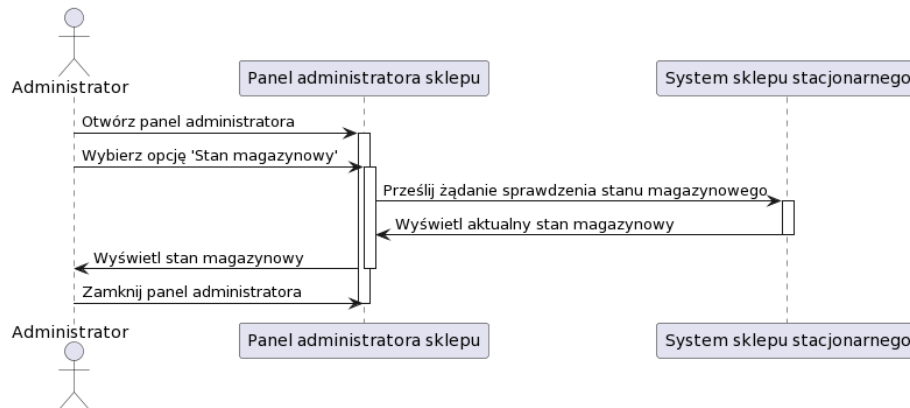 Administrator
Panel administratora sklepu
System sklepu stacjonarnego
Otwórz panel administratora
Wybierz opcję 'Stan magazynowy'
Prześlij żądanie sprawdzenia stanu magazynowego
Wyświetl aktualny stan magazynowy
Wyświetl stan magazynowy
Zamknij panel administratora
Administrator
Panel administratora sklepu
System sklepu stacjonarnego